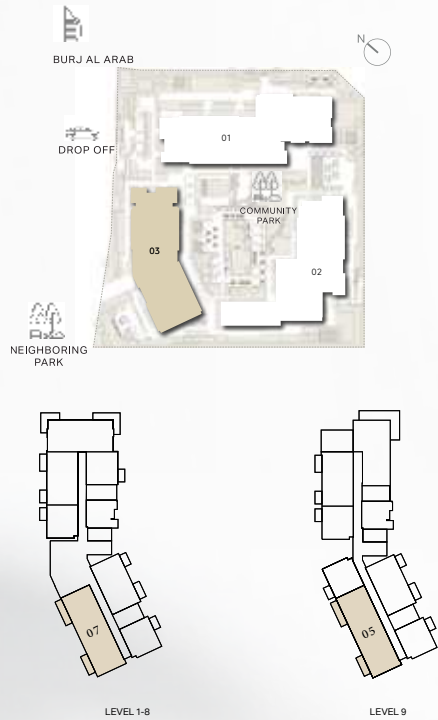 BURJ AL ARAB
N
01
DROP OFF
COMMUNITY
PARK
03
02
NEIGHBORING
PARK
07
05
LEVEL 1-8
LEVEL 9